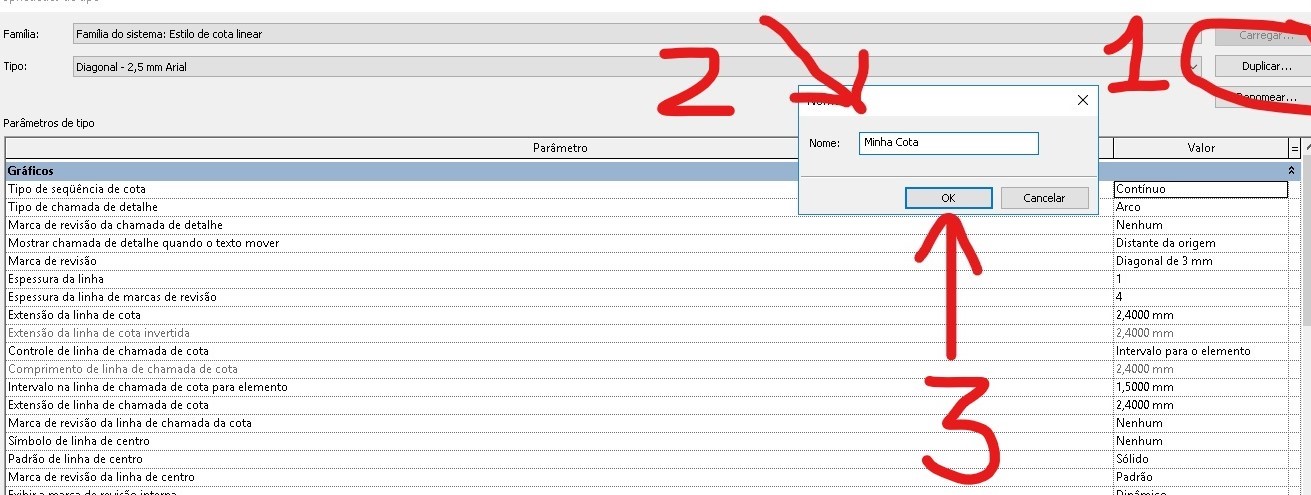 Família:
Família do sistema: Estilo de cota linear
Carregar...
Tipo:
Diagonal - 2,5 mm Arial
Duplicar...
Renomear...
1
2
3
Nome:
Minha Cota
OK
Cancelar
Parâmetros de tipo
Parâmetro
Valor
=
Gráficos
Tipo de seqüência de cota
Contínuo
Tipo de chamada de detalhe
Arco
Marca de revisão da chamada de detalhe
Nenhum
Mostrar chamada de detalhe quando o texto mover
Distante da origem
Marca de revisão
Diagonal de 3 mm
Espessura da linha
1
Espessura da linha de marcas de revisão
4
Extensão da linha de cota
2,4000 mm
Extensão da linha de cota invertida
2,4000 mm
Controle de linha de chamada de cota
Intervalo para o elemento
Comprimento de linha de chamada de cota
2,4000 mm
Intervalo na linha de chamada de cota para elemento
1,5000 mm
Extensão de linha de chamada de cota
2,4000 mm
Marca de revisão da linha de chamada da cota
Nenhum
Símbolo de linha de centro
Nenhum
Padrão de linha de centro
Sólido
Marca de revisão da linha de centro
Padrão
Exibir a marca de revisão interna
Dinâmico